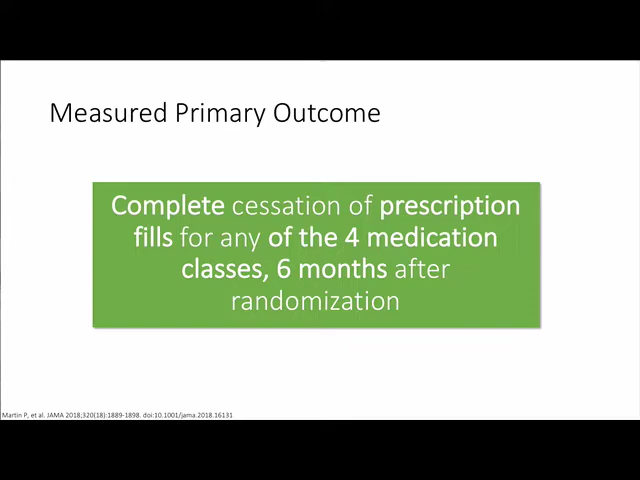 Measured Primary Outcome
Complete cessation of prescription
fills for any of the 4 medication
classes, 6 months after
randomization
Martin P, et al. JAMA 2018;320(18):1889-1898. doi:10.1001/jama.2018.16131